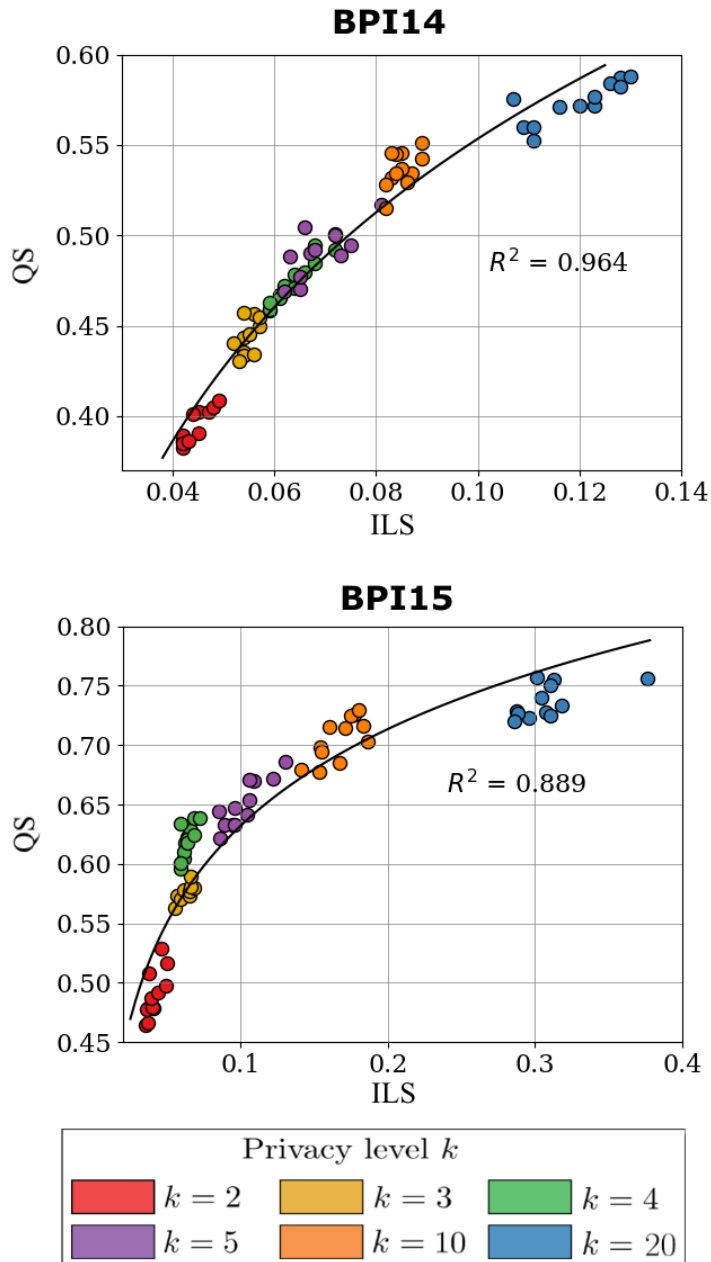 BPI14
0.60
0.55
0.50
0.45
0.40
QS
R² = 0.964
0.04 0.06 0.08 0.10 0.12 0.14
ILS
BPI15
0.80
0.75
0.70
0.65
0.60
0.55
0.50
0.45
QS
R² = 0.889
0.1 0.2 0.3 0.4
ILS
Privacy level k
k = 2 k = 3 k = 4
k = 5 k = 10 k = 20